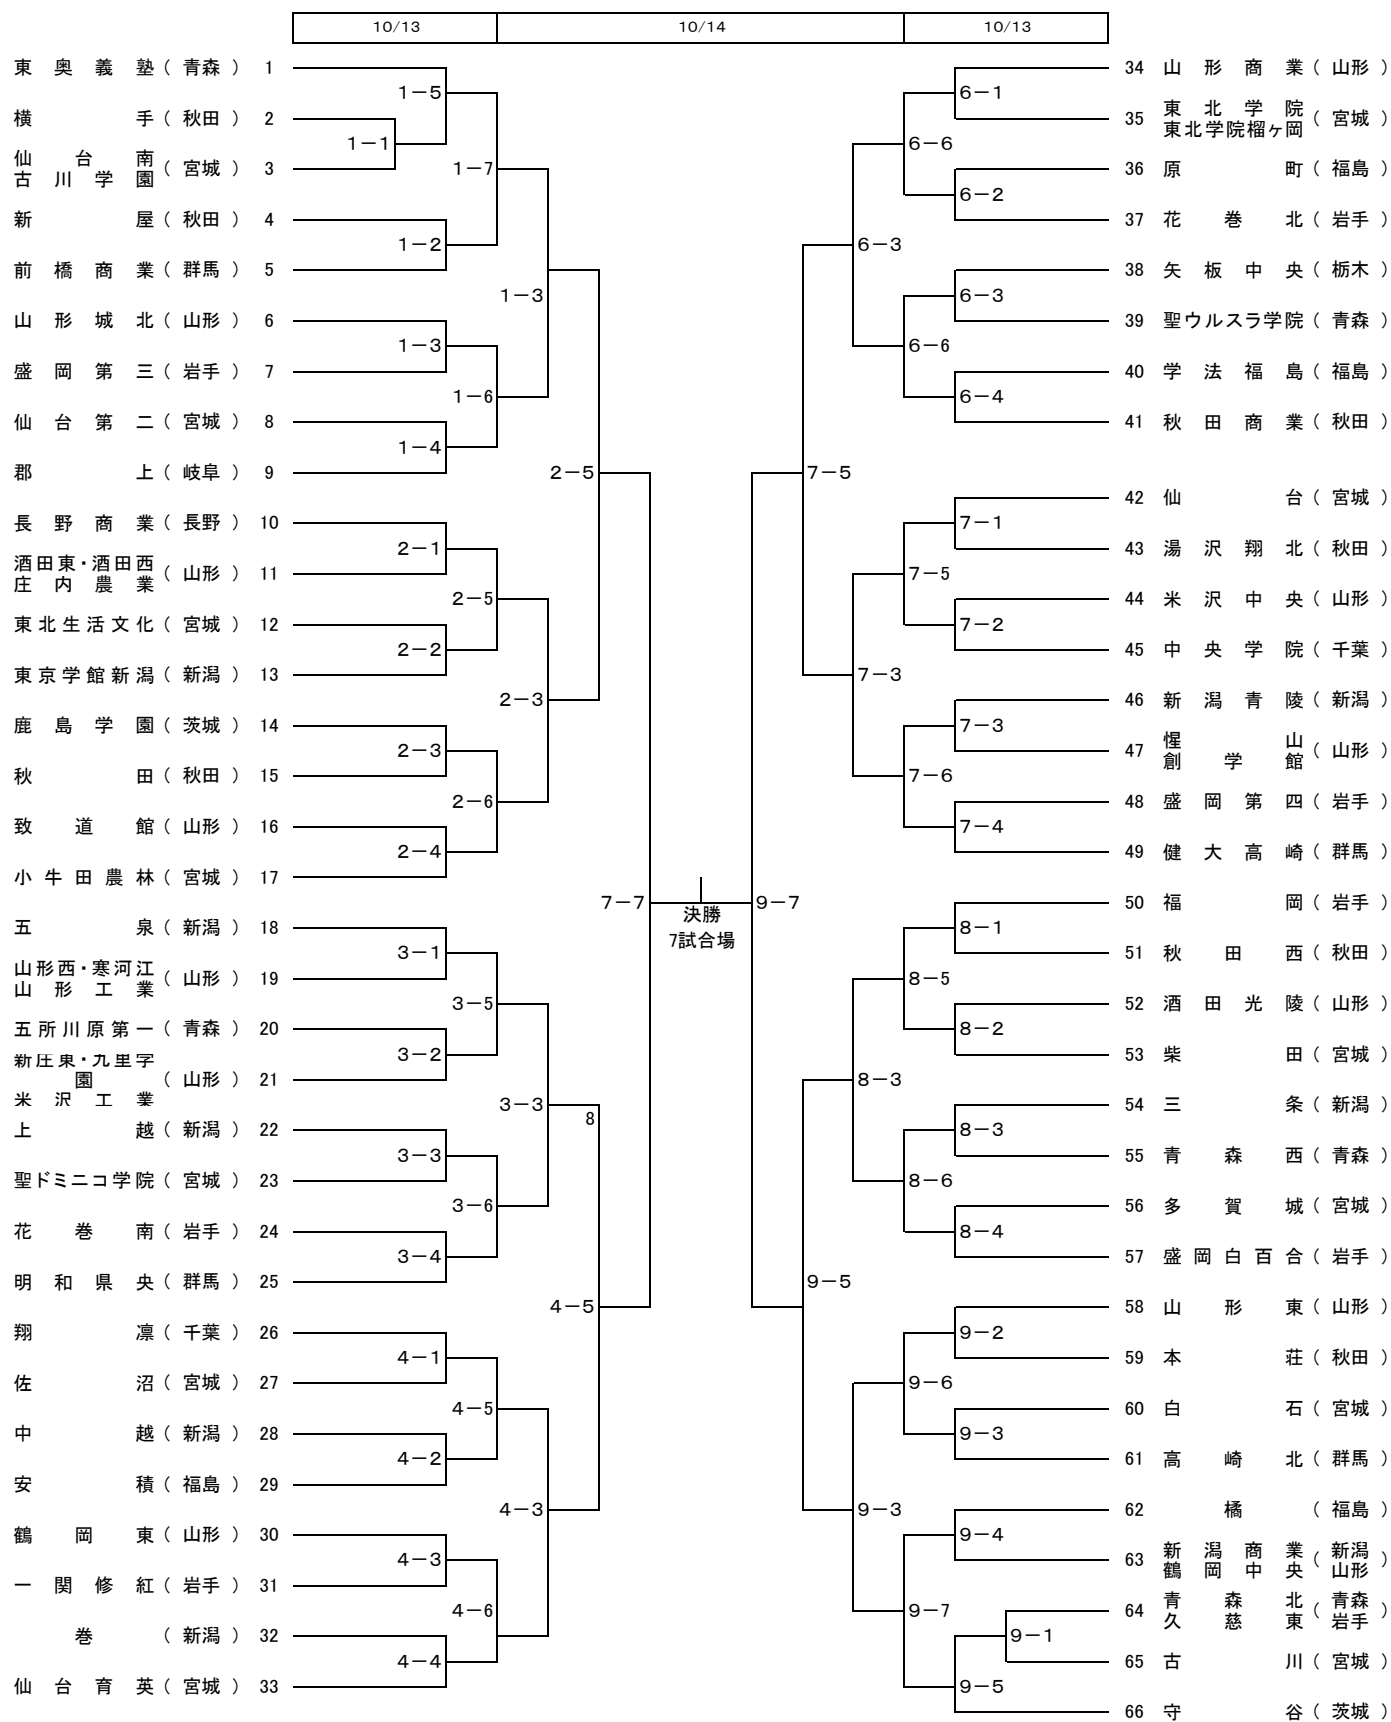 10/13 10/14 10/13
東奥義塾（青森）1
横手（秋田）2
仙台南
古川学園
（宮城）3
新屋（秋田）4
前橋商業（群馬）5
山形城北（山形）6
盛岡第三（岩手）7
仙台第二（宮城）8
郡上（岐阜）9
長野商業（長野）10
酒田東・酒田西
庄内農業
（山形）11
東北生活文化（宮城）12
東京学館新潟（新潟）13
鹿島学園（茨城）14
秋田（秋田）15
致道館（山形）16
小牛田農林（宮城）17
五泉（新潟）18
山形西・寒河江
山形工業
（山形）19
五所川原第一（青森）20
新庄東・九里学
園
米沢工業
（山形）21
上越（新潟）22
聖ドミニコ学院（宮城）23
花巻南（岩手）24
明和県央（群馬）25
翔凛（千葉）26
佐沼（宮城）27
中越（新潟）28
安積（福島）29
鶴岡東（山形）30
一関修紅（岩手）31
巻（新潟）32
仙台育英（宮城）33
1－5
1－1
1－7
1－2
1－3
1－3
1－6
1－4
2－5
2－1
2－5
2－2
2－3
2－3
2－6
2－4
7－7
3－1
3－5
3－2
3－3
8
3－3
3－6
3－4
4－5
4－1
4－5
4－2
4－3
4－3
4－6
4－4
決勝
7試合場
9－7
6－1
6－6
6－2
6－3
6－3
6－6
6－4
7－5
7－1
7－5
7－2
7－3
7－3
7－6
7－4
8－1
8－5
8－2
8－3
8－3
8－6
8－4
9－5
9－2
9－6
9－3
9－3
9－4
9－7
9－1
9－5
34 山形商業（山形）
35 東北学院
東北学院榴ヶ岡
（宮城）
36 原町（福島）
37 花巻北（岩手）
38 矢板中央（栃木）
39 聖ウルスラ学院（青森）
40 学法福島（福島）
41 秋田商業（秋田）
42 仙台（宮城）
43 湯沢翔北（秋田）
44 米沢中央（山形）
45 中央学院（千葉）
46 新潟青陵（新潟）
47 惺山
創学館
（山形）
48 盛岡第四（岩手）
49 健大高崎（群馬）
50 福岡（岩手）
51 秋田西（秋田）
52 酒田光陵（山形）
53 柴田（宮城）
54 三条（新潟）
55 青森西（青森）
56 多賀城（宮城）
57 盛岡白百合（岩手）
58 山形東（山形）
59 本荘（秋田）
60 白石（宮城）
61 高崎北（群馬）
62 橘（福島）
63 新潟商業（新潟
鶴岡中央 山形）
64 青森北（青森
久慈東 岩手）
65 古川（宮城）
66 守谷（茨城）